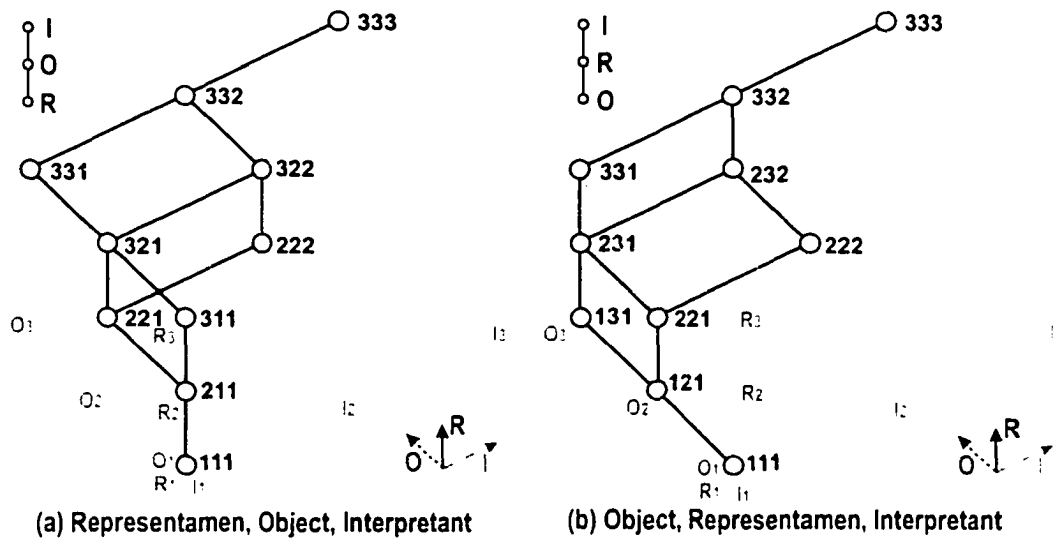 I
O
R
333
332
331
322
321
222
221
311
O3
R3
I3
211
O2
R2
I2
O1
111
R1
I1
R
O
I
(a) Representamen, Object, Interpretant
I
R
O
333
332
331
232
231
222
131
221
O3
R3
121
O2
R2
I2
O1
111
R1
I1
R
O
I
(b) Object, Representamen, Interpretant